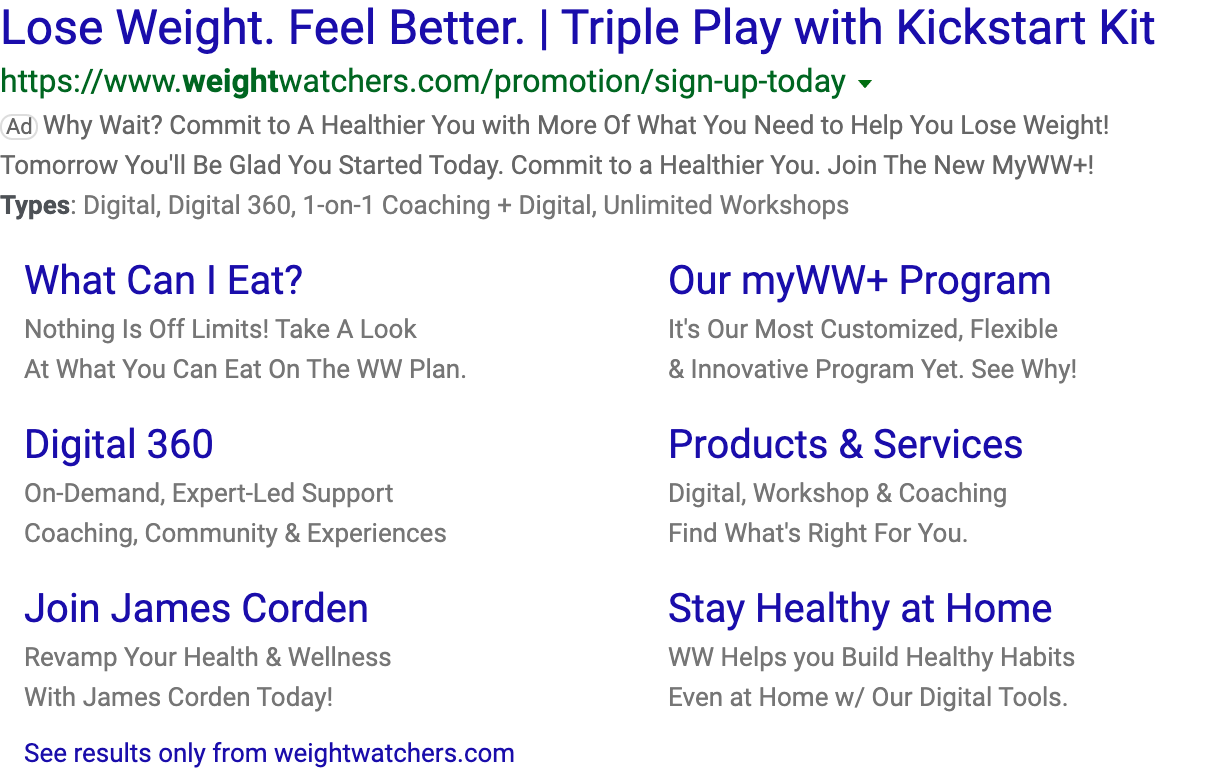 Lose Weight. Feel Better. | Triple Play with Kickstart Kit
https://www.weightwatchers.com/promotion/sign-up-today
Ad Why Wait? Commit to A Healthier You with More Of What You Need to Help You Lose Weight!
Tomorrow You'll Be Glad You Started Today. Commit to a Healthier You. Join The New MyWW+!
Types: Digital, Digital 360, 1-on-1 Coaching + Digital, Unlimited Workshops
What Can I Eat?
Nothing Is Off Limits! Take A Look
At What You Can Eat On The WW Plan.
Our myWW+ Program
It's Our Most Customized, Flexible
& Innovative Program Yet. See Why!
Digital 360
On-Demand, Expert-Led Support
Coaching, Community & Experiences
Products & Services
Digital, Workshop & Coaching
Find What's Right For You.
Join James Corden
Revamp Your Health & Wellness
With James Corden Today!
Stay Healthy at Home
WW Helps you Build Healthy Habits
Even at Home w/ Our Digital Tools.
See results only from weightwatchers.com